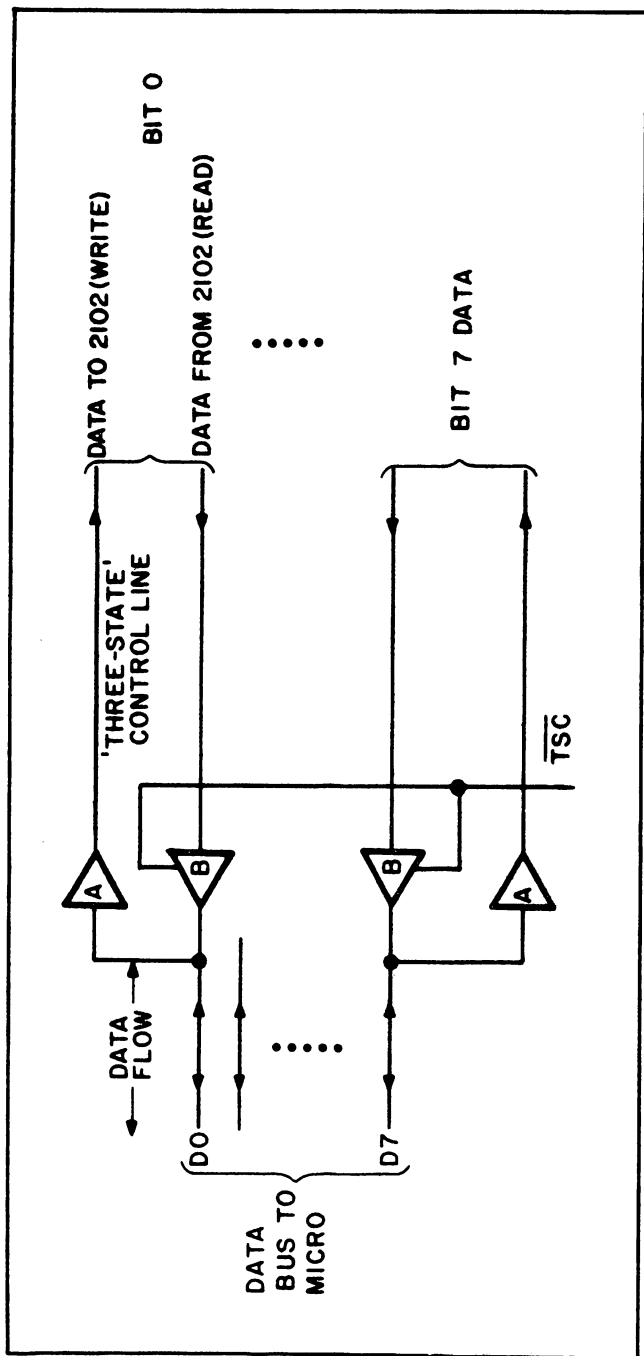 DATA TO 2102 (WRITE)
BIT 0
DATA FROM 2102 (READ)
'THREE-STATE'
CONTROL LINE
A
B
DATA
FLOW
D0
DATA
BUS TO
MICRO
D7
B
A
BIT 7 DATA
TSC